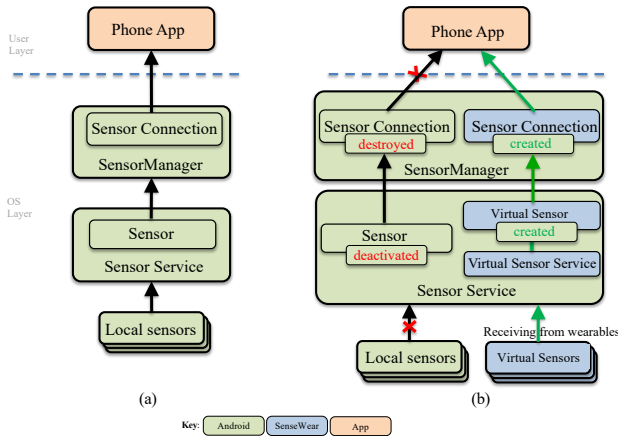 User
Layer
Phone App
Sensor Connection
SensorManager
OS
Layer
Sensor
Sensor Service
Local sensors
(a)
Phone App
Sensor Connection
destroyed
Sensor Connection
created
SensorManager
Sensor
deactivated
Virtual Sensor
created
Virtual Sensor Service
Sensor Service
Receiving from wearables
Local sensors
Virtual Sensors
(b)
Key: Android SenseWear App